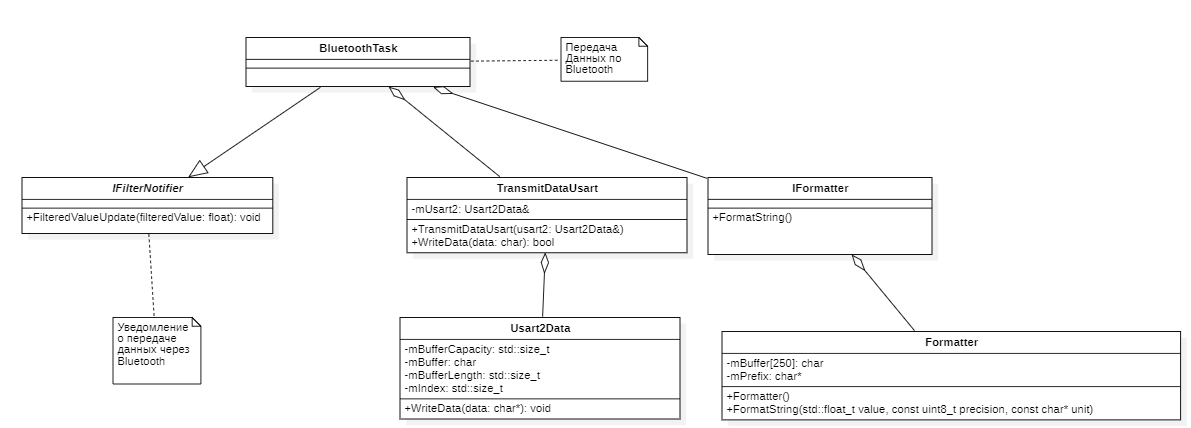 BluetoothTask
Передача
Данных по
Bluetooth
IFilterNotifier
+FilteredValueUpdate(filteredValue: float): void
TransmitDataUsart
-mUsart2: Usart2Data&
+TransmitDataUsart(usart2: Usart2Data&)
+WriteData(data: char): bool
IFormatter
+FormatString()
Уведомление
о передаче
данных через
Bluetooth
Usart2Data
-mBufferCapacity: std::size_t
-mBuffer: char
-mBufferLength: std::size_t
-mIndex: std::size_t
+WriteData(data: char*): void
Formatter
-mBuffer[250]: char
-mPrefix: char*
+Formatter()
+FormatString(std::float_t value, const uint8_t precision, const char* unit)